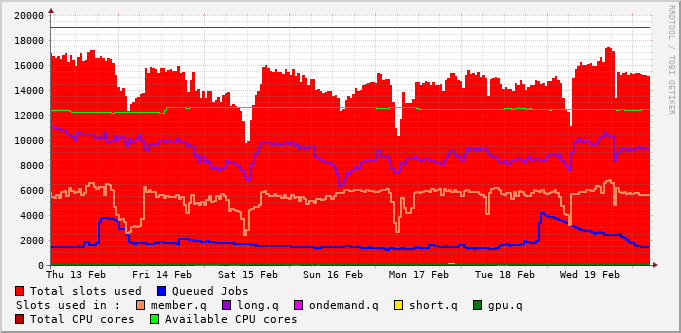 20000
18000
16000
14000
12000
10000
8000
6000
4000
2000
0
Thu 13 Feb Fri 14 Feb Sat 15 Feb Sun 16 Feb Mon 17 Feb Tue 18 Feb Wed 19 Feb
Total slots used Queued Jobs
Slots used in : member.q long.q ondemand.q short.q gpu.q
Total CPU cores Available CPU cores
RRDTOOL / TOBI OETIKER